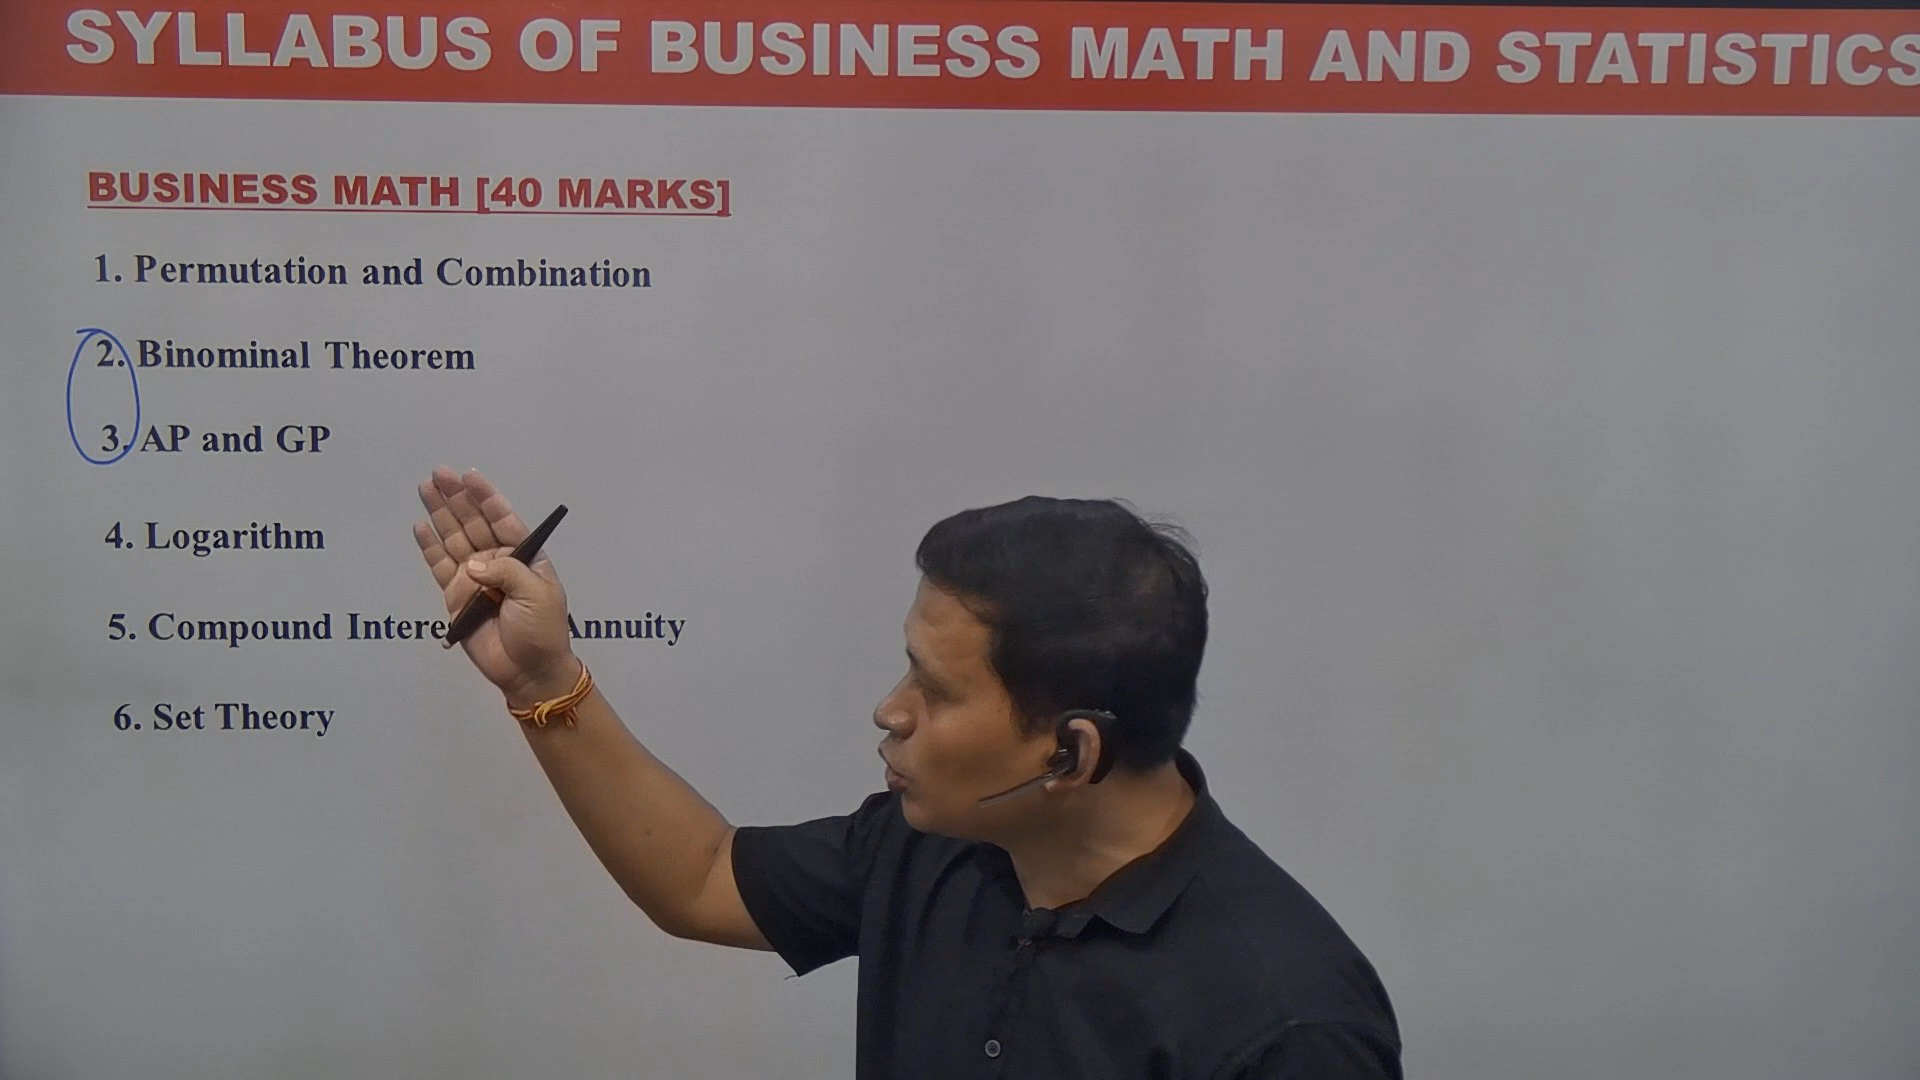 SYLLABUS OF BUSINESS MATH AND STATISTICS
BUSINESS MATH [40 MARKS]
1. Permutation and Combination
2. Binominal Theorem
3. AP and GP
4. Logarithm
5. Compound Annuity
6. Set Theory